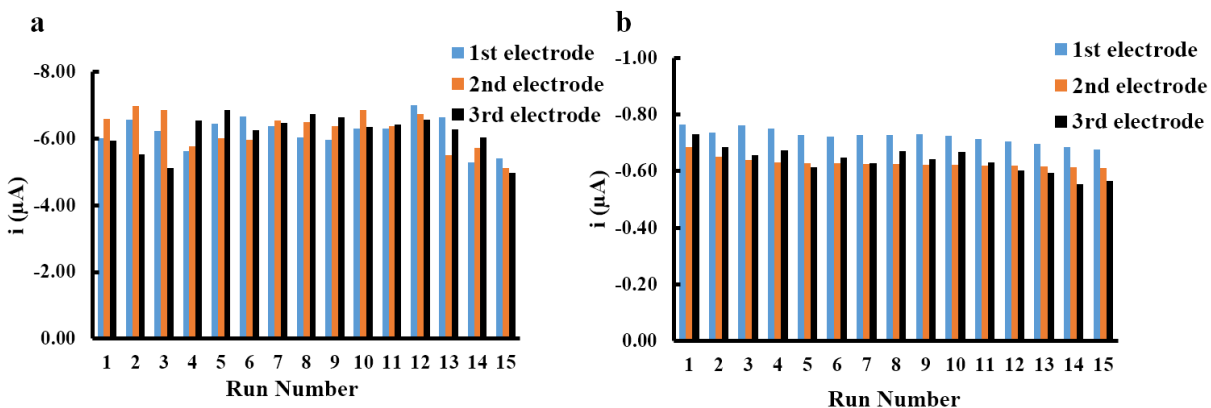 a
1st electrode
2nd electrode
3rd electrode
-8.00
-6.00
-4.00
-2.00
0.00
i (µA)
1 2 3 4 5 6 7 8 9 10 11 12 13 14 15
Run Number
b
1st electrode
2nd electrode
3rd electrode
-1.00
-0.80
-0.60
-0.40
-0.20
0.00
i (µA)
1 2 3 4 5 6 7 8 9 10 11 12 13 14 15
Run Number